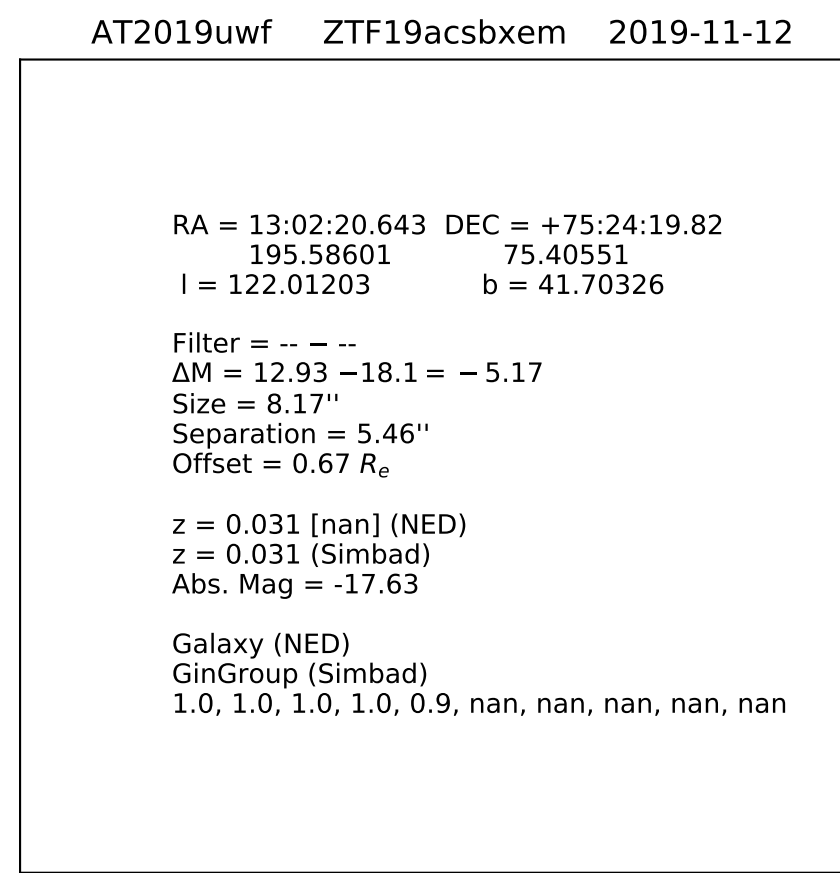 AT2019uwf ZTF19acsbxem 2019-11-12
RA = 13:02:20.643 DEC = +75:24:19.82
195.58601 75.40551
l = 122.01203 b = 41.70326
Filter = -- − --
ΔM = 12.93 −18.1 = −5.17
Size = 8.17''
Separation = 5.46''
Offset = 0.67 Re
z = 0.031 [nan] (NED)
z = 0.031 (Simbad)
Abs. Mag = -17.63
Galaxy (NED)
GinGroup (Simbad)
1.0, 1.0, 1.0, 1.0, 0.9, nan, nan, nan, nan, nan